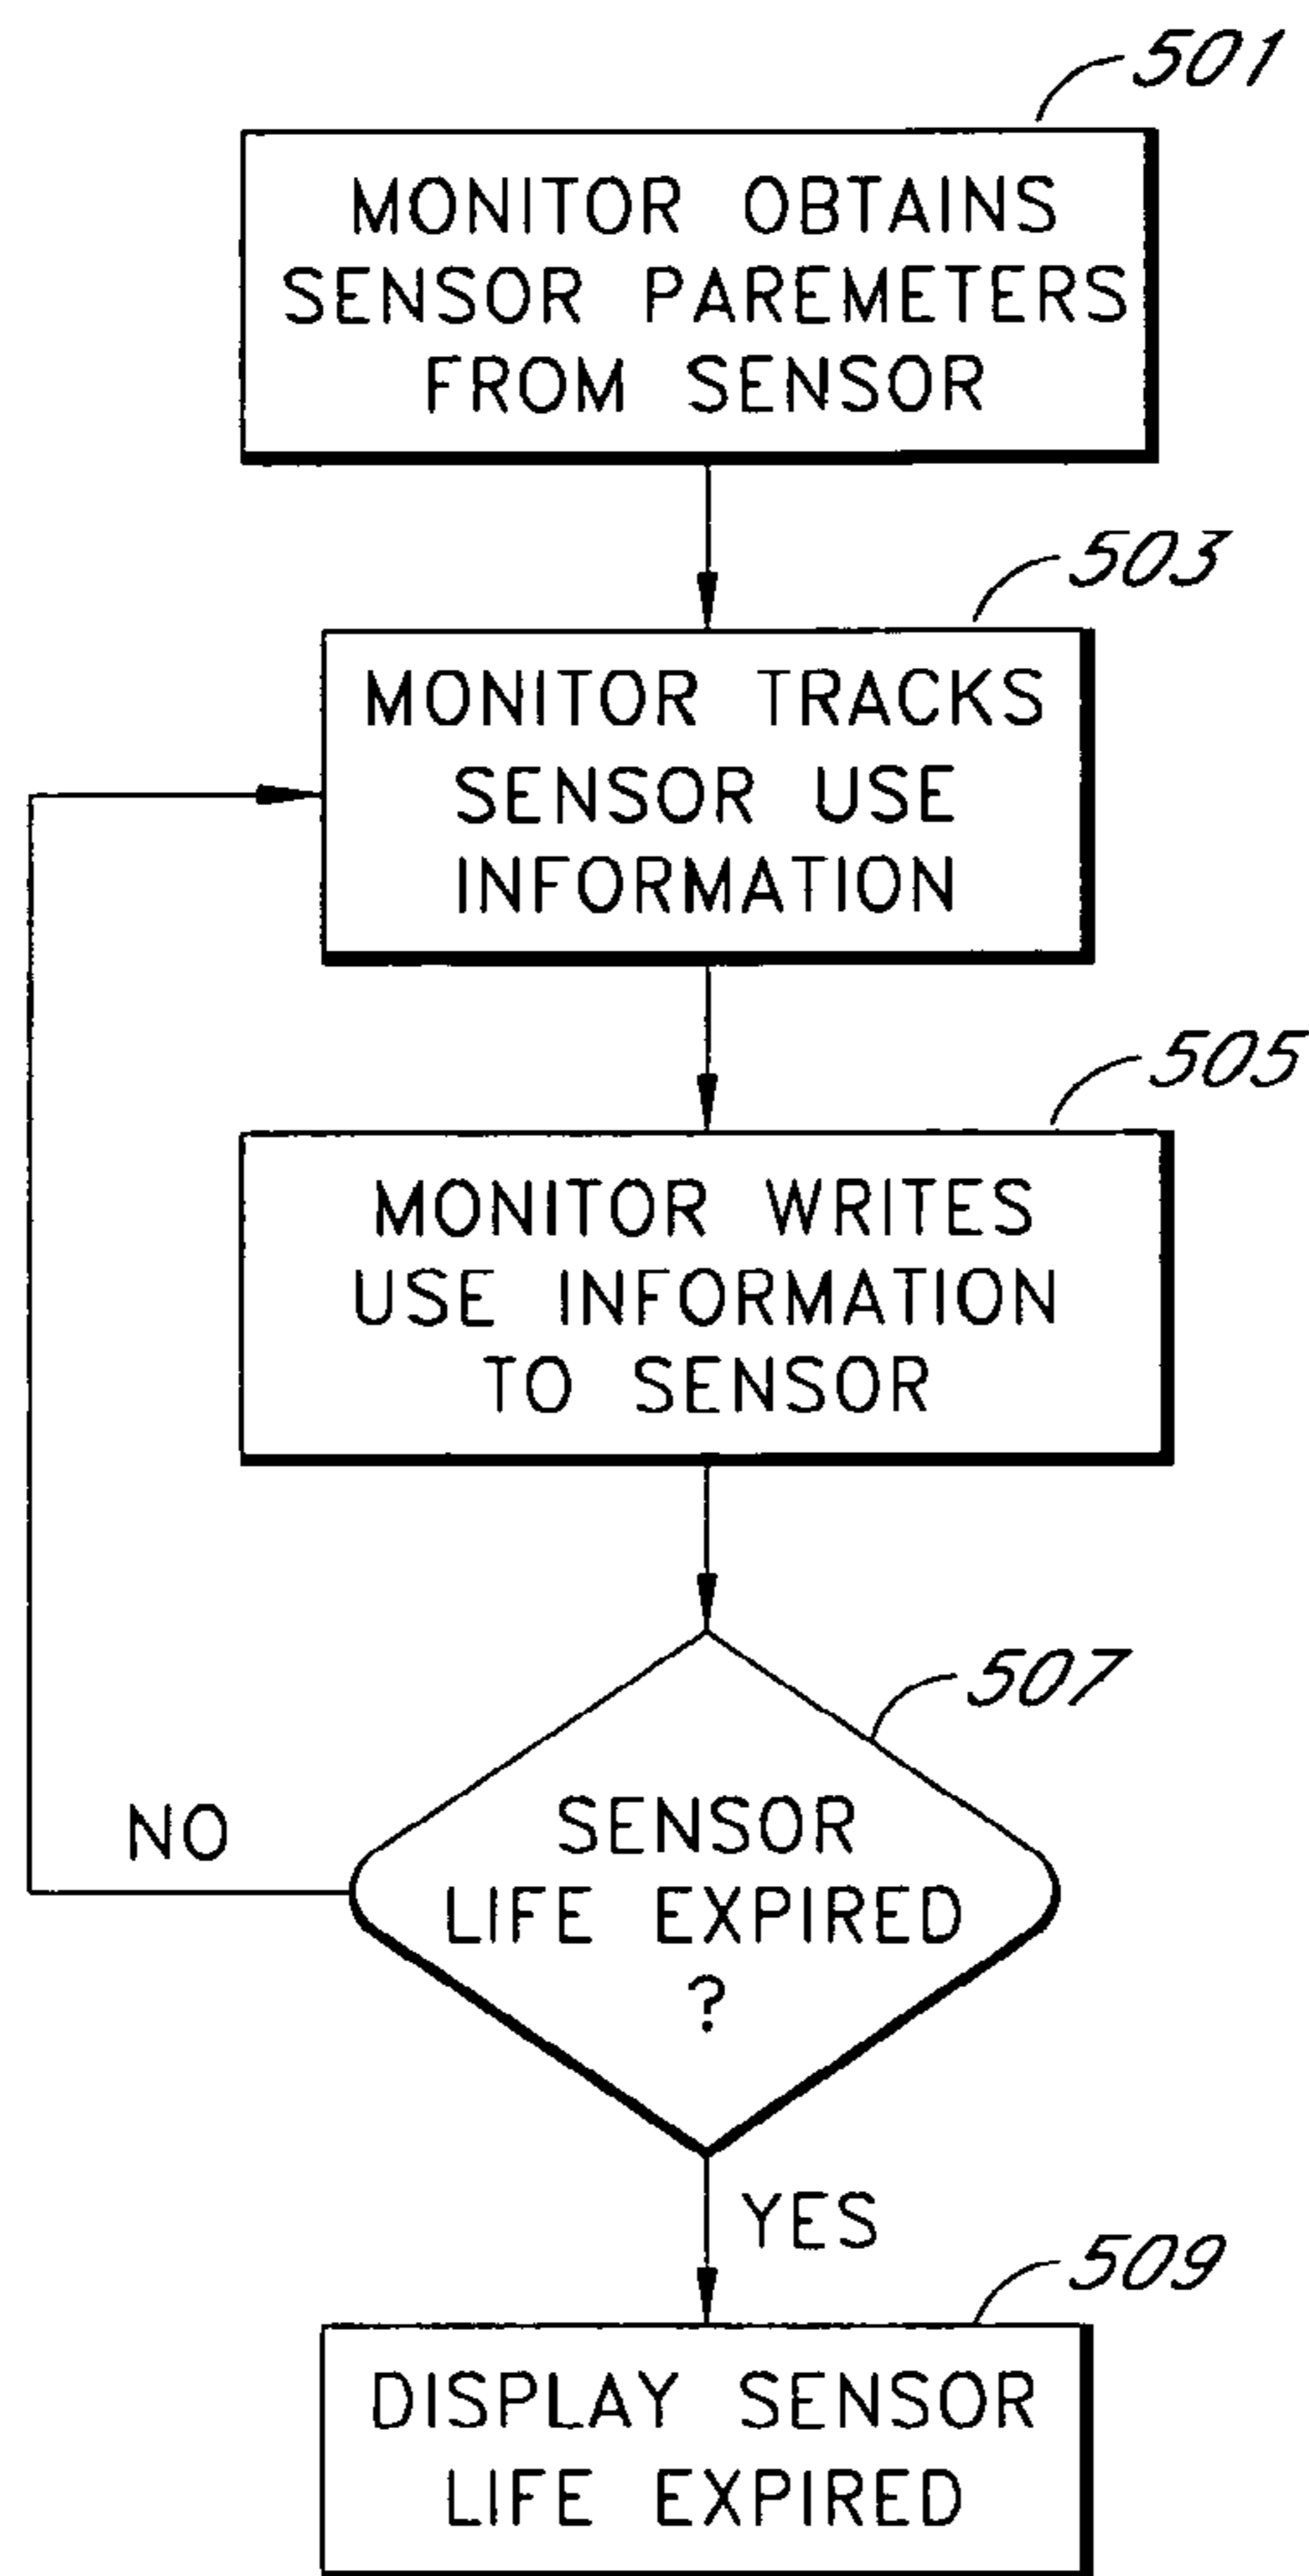 501
MONITOR OBTAINS
SENSOR PAREMETERS
FROM SENSOR
503
MONITOR TRACKS
SENSOR USE
INFORMATION
505
MONITOR WRITES
USE INFORMATION
TO SENSOR
507
SENSOR
LIFE EXPIRED
?
NO
YES
509
DISPLAY SENSOR
LIFE EXPIRED